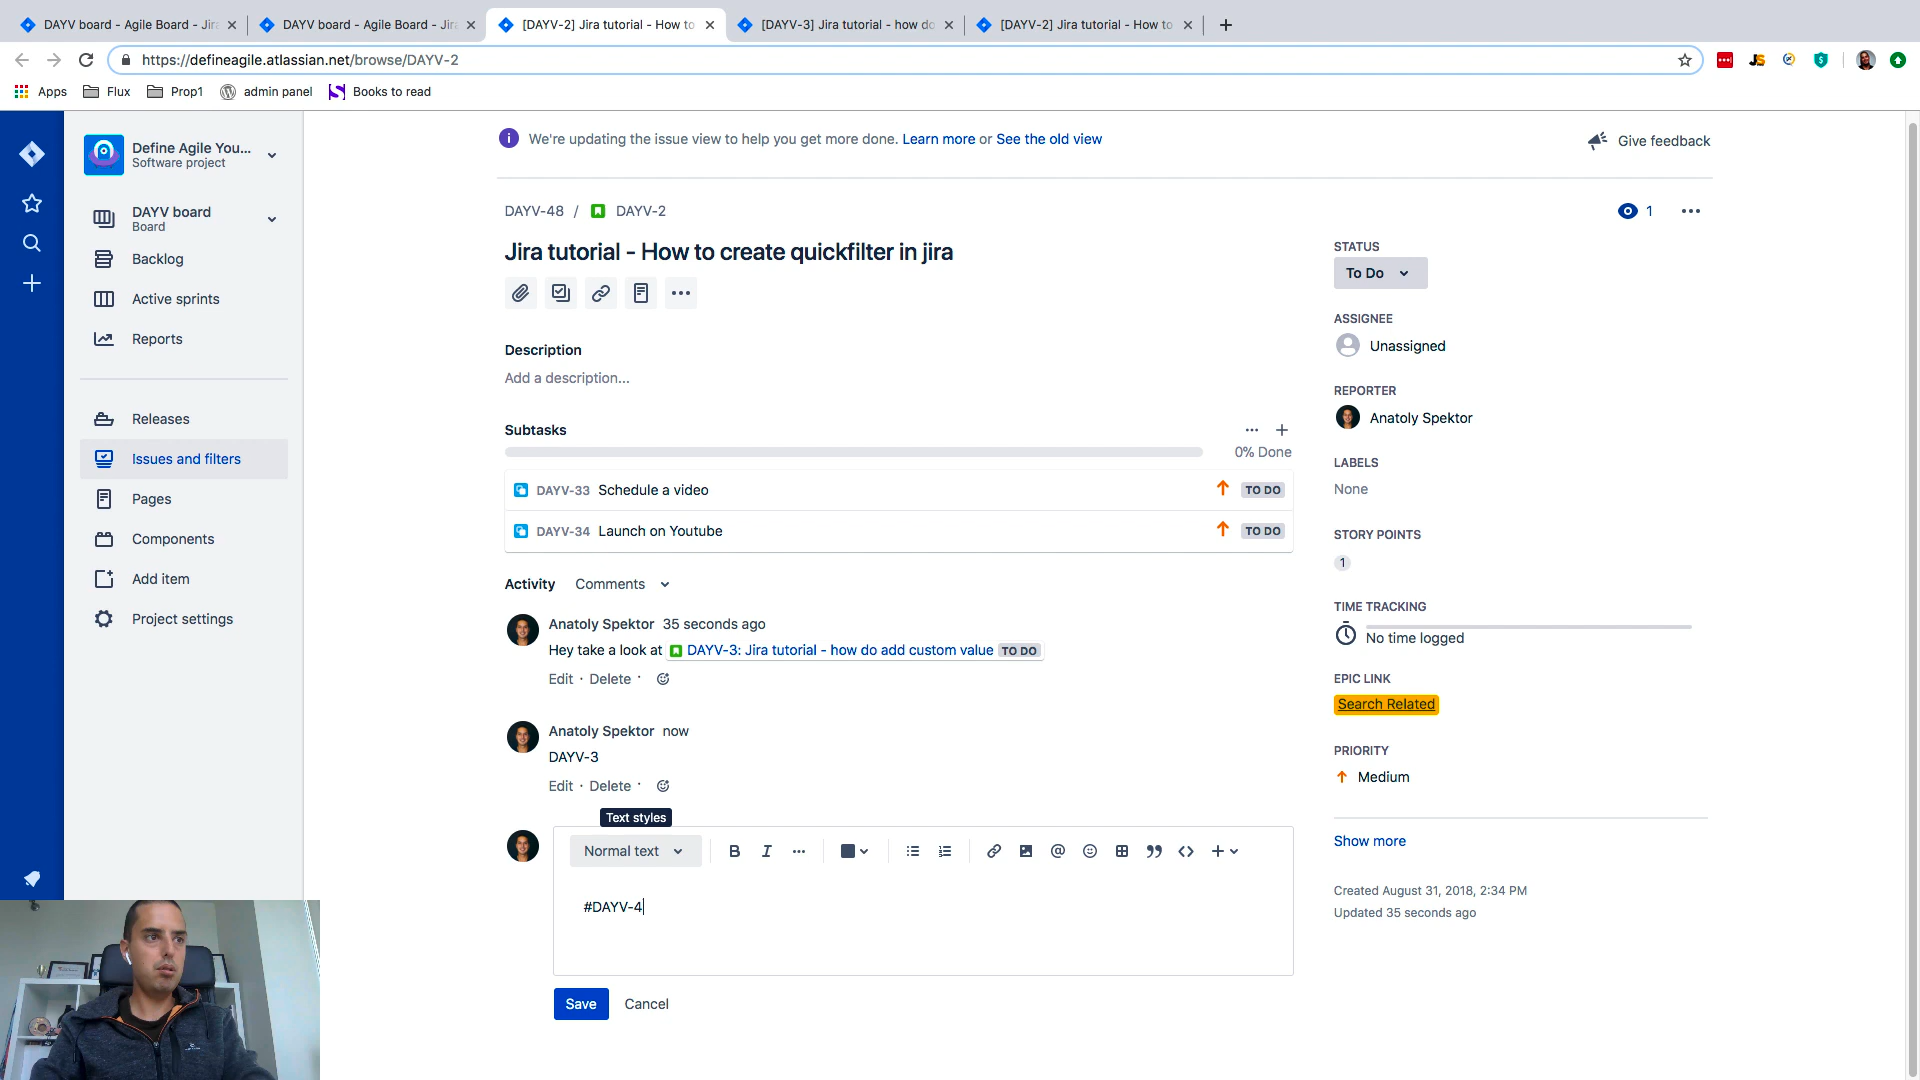 DAYV board - Agile Board - Jira
DAYV board - Agile Board - Jira
[DAYV-2] Jira tutorial - How to
[DAYV-3] Jira tutorial - how do
[DAYV-2] Jira tutorial - How to
https://defineagile.atlassian.net/browse/DAYV-2
JS
Apps
Flux
Prop1
admin panel
Books to read
Define Agile You...
Software project
DAYV board
Board
Backlog
Active sprints
Reports
Releases
Issues and filters
Pages
Components
Add item
Project settings
We're updating the issue view to help you get more done. Learn more or See the old view
Give feedback
DAYV-48 / DAYV-2
1
Jira tutorial - How to create quickfilter in jira
Description
Add a description...
Subtasks
0% Done
DAYV-33 Schedule a video TO DO
DAYV-34 Launch on Youtube TO DO
Activity Comments
Anatoly Spektor 35 seconds ago
Hey take a look at DAYV-3: Jira tutorial - how do add custom value TO DO
Edit · Delete ·
Anatoly Spektor now
DAYV-3
Edit · Delete ·
Text styles
Normal text
B I
#DAYV-4
Save Cancel
STATUS
To Do
ASSIGNEE
Unassigned
REPORTER
Anatoly Spektor
LABELS
None
STORY POINTS
1
TIME TRACKING
No time logged
EPIC LINK
Search Related
PRIORITY
Medium
Show more
Created August 31, 2018, 2:34 PM
Updated 35 seconds ago